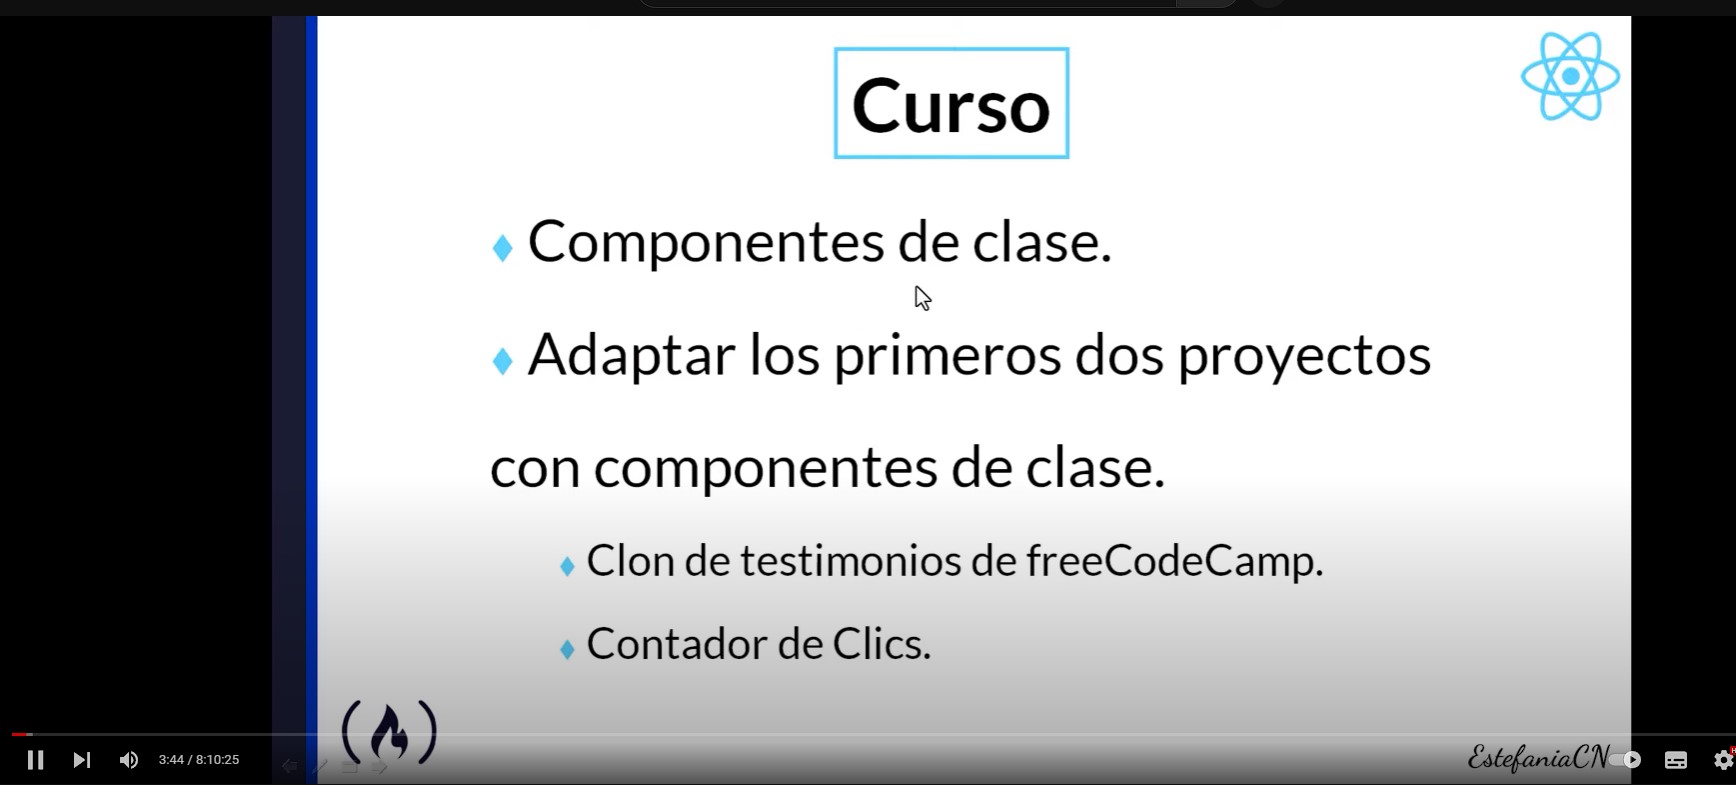 Curso
Componentes de clase.
Adaptar los primeros dos proyectos
con componentes de clase.
Clon de testimonios de freeCodeCamp.
Contador de Clics.
3:44 / 8:10:25
EstefaniaCN